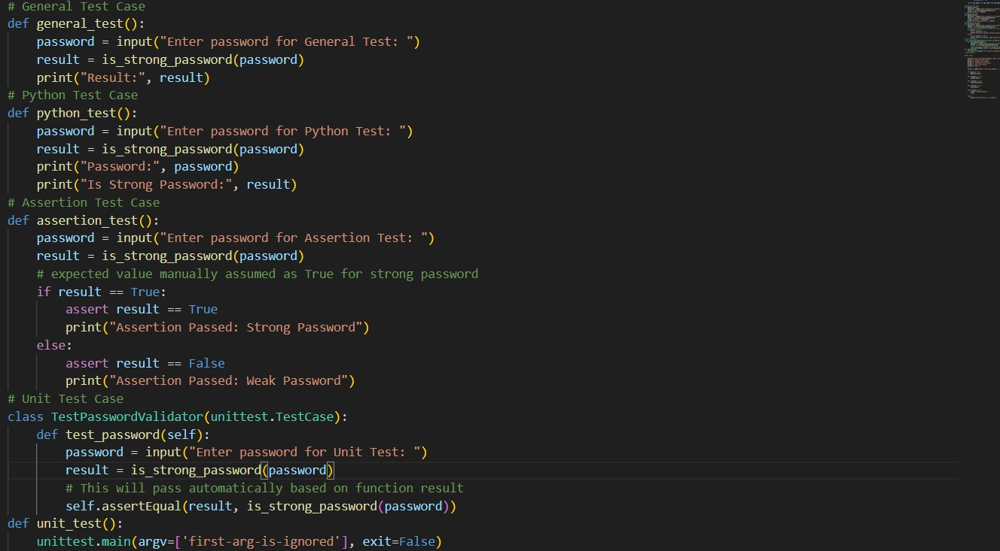 # General Test Case
def general_test():
    password = input("Enter password for General Test: ")
    result = is_strong_password(password)
    print("Result:", result)
# Python Test Case
def python_test():
    password = input("Enter password for Python Test: ")
    result = is_strong_password(password)
    print("Password:", password)
    print("Is Strong Password:", result)
# Assertion Test Case
def assertion_test():
    password = input("Enter password for Assertion Test: ")
    result = is_strong_password(password)
    # expected value manually assumed as True for strong password
    if result == True:
        assert result == True
        print("Assertion Passed: Strong Password")
    else:
        assert result == False
        print("Assertion Passed: Weak Password")
# Unit Test Case
class TestPasswordValidator(unittest.TestCase):
    def test_password(self):
        password = input("Enter password for Unit Test: ")
        result = is_strong_password(password)
        # This will pass automatically based on function result
        self.assertEqual(result, is_strong_password(password))
def unit_test():
    unittest.main(argv=['first-arg-is-ignored'], exit=False)